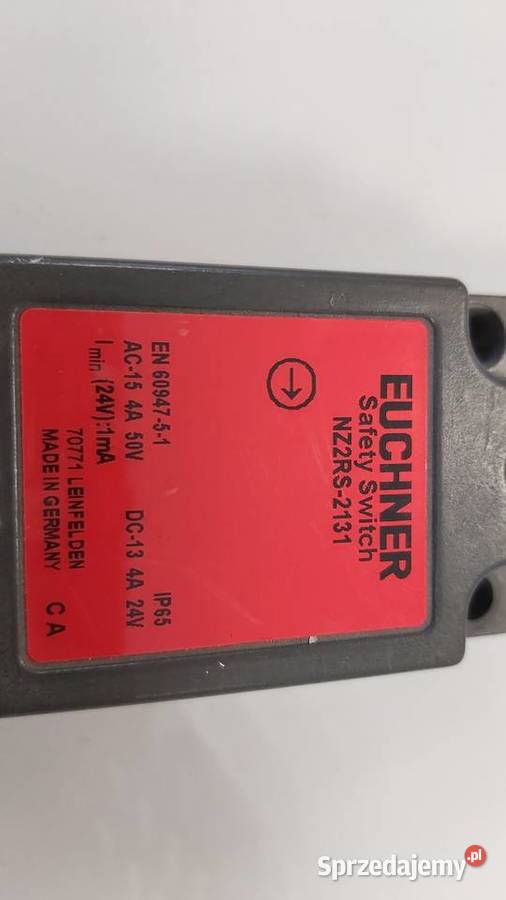 EUCHNER
Safety Switch
NZ2RS-2131
EN 60947-5-1 IP65
AC-15 4A 50V DC-13 4A 24V
Imin (24V):1mA
70771 LEINFELDEN
MADE IN GERMANY C A
Sprzedajemy.pl